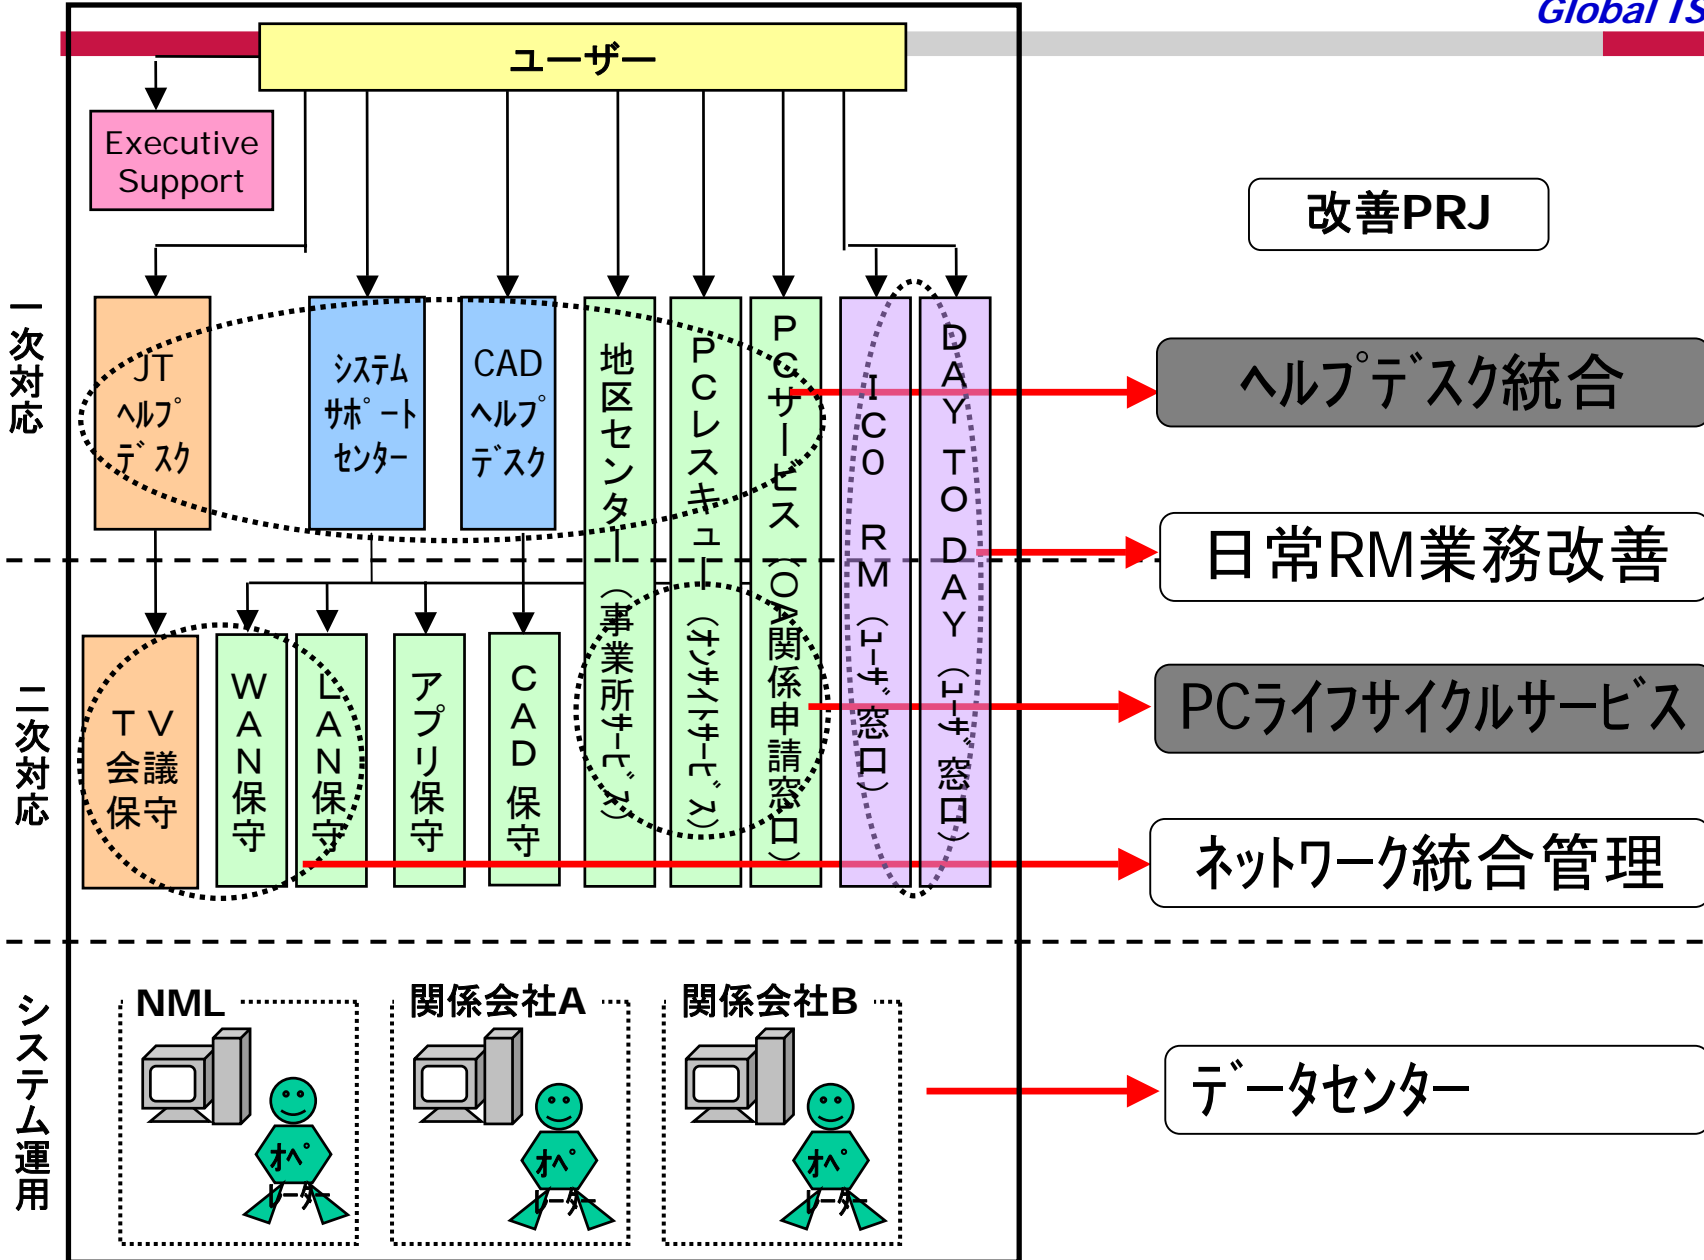 Global IS
ユーザー
Executive
Support
改善PRJ
一次対応
JT
ヘルプ
デスク
システム
サポート
センター
CAD
ヘルプ
デスク
地区センター（事業所サービス）
PCレスキュー（オンサイトサービス）
PCサービス（OA関係申請窓口）
ICO RM（ユーザ窓口）
DAY TO DAY（ユーザ窓口）
ヘルプデスク統合
日常RM業務改善
二次対応
TV
会議
保守
WAN保守
LAN保守
アプリ保守
CAD保守
PCライフサイクルサービス
ネットワーク統合管理
システム運用
NML
関係会社A
関係会社B
オペ
レーター
オペ
レーター
オペ
レーター
データセンター